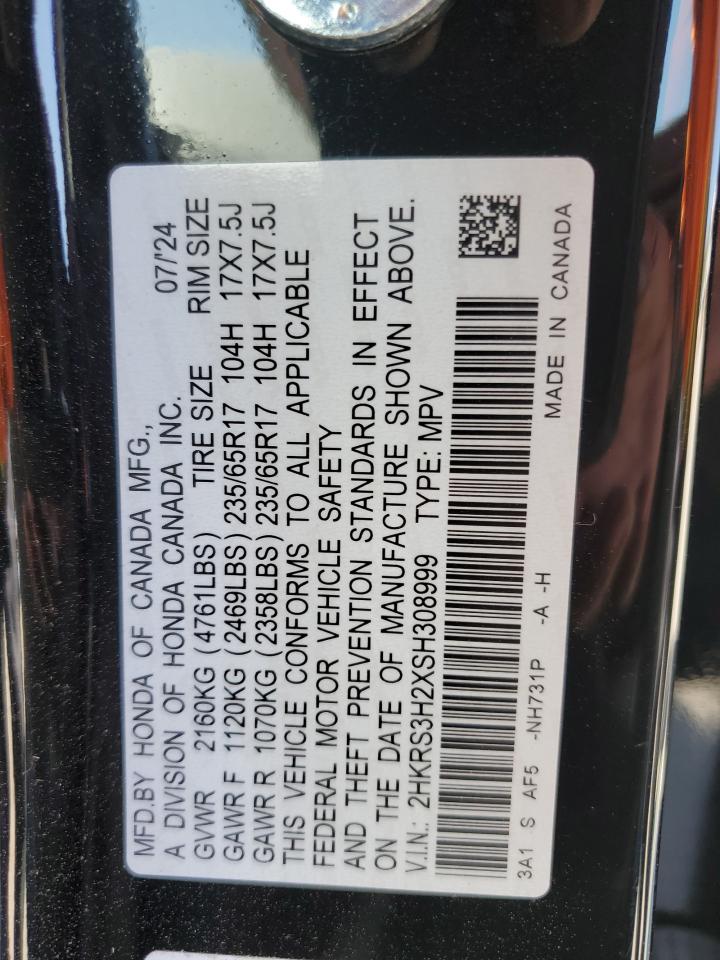 MFD.BY HONDA OF CANADA MFG.,
A DIVISION OF HONDA CANADA INC. 07/'24
GVWR 2160KG (4761LBS) TIRE SIZE RIM SIZE
GAWR F 1120KG (2469LBS) 235/65R17 104H 17X7.5J
GAWR R 1070KG (2358LBS) 235/65R17 104H 17X7.5J
THIS VEHICLE CONFORMS TO ALL APPLICABLE
FEDERAL MOTOR VEHICLE SAFETY
AND THEFT PREVENTION STANDARDS IN EFFECT
ON THE DATE OF MANUFACTURE SHOWN ABOVE.
V.I.N.: 2HKRS3H2XSH308999 TYPE: MPV
3A1 S AF5 -NH731P -A -H MADE IN CANADA